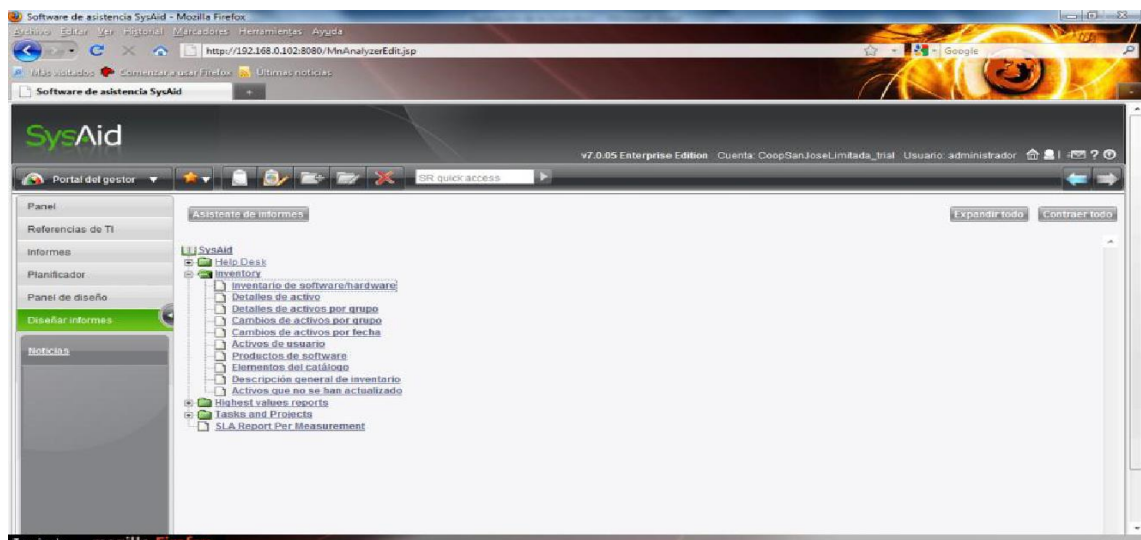 Software de asistencia SysAid - Mozilla Firefox
Archivo Editar Ver Historial Marcadores Herramientas Ayuda
http://192.168.0.102:8080/MnAnalyzerEdit.jsp
Google
Más visitados Comenzar a usar Firefox Últimas noticias
Software de asistencia SysAid
SysAid
v7.0.05 Enterprise Edition Cuenta: CoopSanJoseLimitada_trial Usuario: administrador
Portal del gestor
SR quick access
Panel
Referencias de TI
Informes
Planificador
Panel de diseño
Diseñar informes
Noticias
Asistente de informes
Expandir todo
Contraer todo
SysAid
Help Desk
Inventory
Inventario de software/hardware
Detalles de activo
Detalles de activos por grupo
Cambios de activos por grupo
Cambios de activos por fecha
Activos de usuario
Productos de software
Elementos del catálogo
Descripción general de inventario
Activos que no se han actualizado
Highest values reports
Tasks and Projects
SLA Report Per Measurement